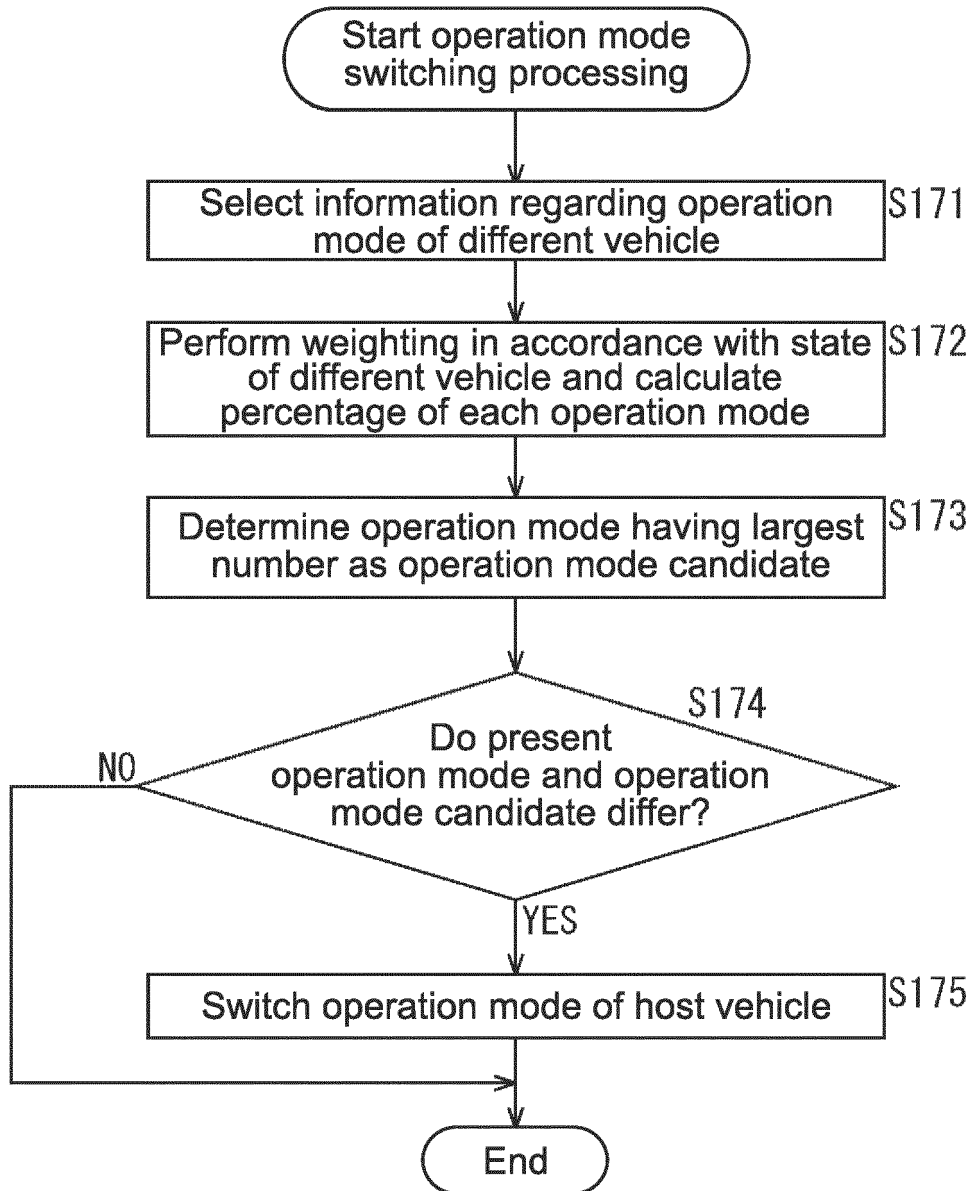 Start operation mode
switching processing
Select information regarding operation
mode of different vehicle
S171
Perform weighting in accordance with state
of different vehicle and calculate
percentage of each operation mode
S172
Determine operation mode having largest
number as operation mode candidate
S173
S174
Do present
operation mode and operation
mode candidate differ?
NO
YES
Switch operation mode of host vehicle
S175
End